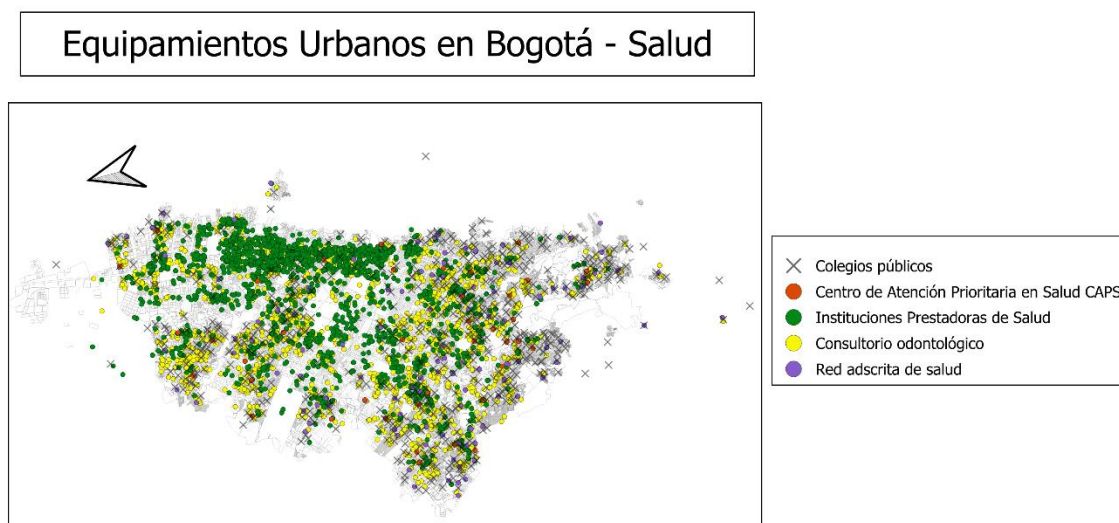 Equipamientos Urbanos en Bogotá - Salud
Colegios públicos
Centro de Atención Prioritaria en Salud CAPS
Instituciones Prestadoras de Salud
Consultorio odontológico
Red adscrita de salud